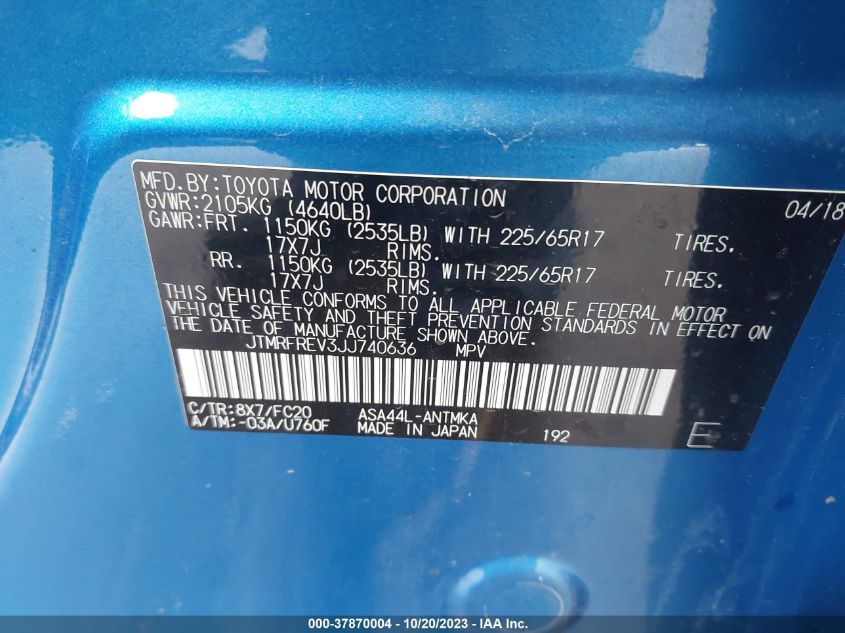 MFD.BY:TOYOTA MOTOR CORPORATION 04/18
GVWR:2105KG (4640LB)
GAWR:FRT. 1150KG (2535LB) WITH 225/65R17 TIRES.
17X7J RIMS.
RR. 1150KG (2535LB) WITH 225/65R17 TIRES.
17X7J RIMS.
THIS VEHICLE CONFORMS TO ALL APPLICABLE FEDERAL MOTOR
VEHICLE SAFETY AND THEFT PREVENTION STANDARDS IN EFFECT ON
THE DATE OF MANUFACTURE SHOWN ABOVE.
JTMRFREV3JJ740636 MPV
C/TR:8X7/FC20 ASA44L-ANTMKA
A/TM:-03A/U760F MADE IN JAPAN 192 E
000-37870004 - 10/20/2023 - IAA Inc.